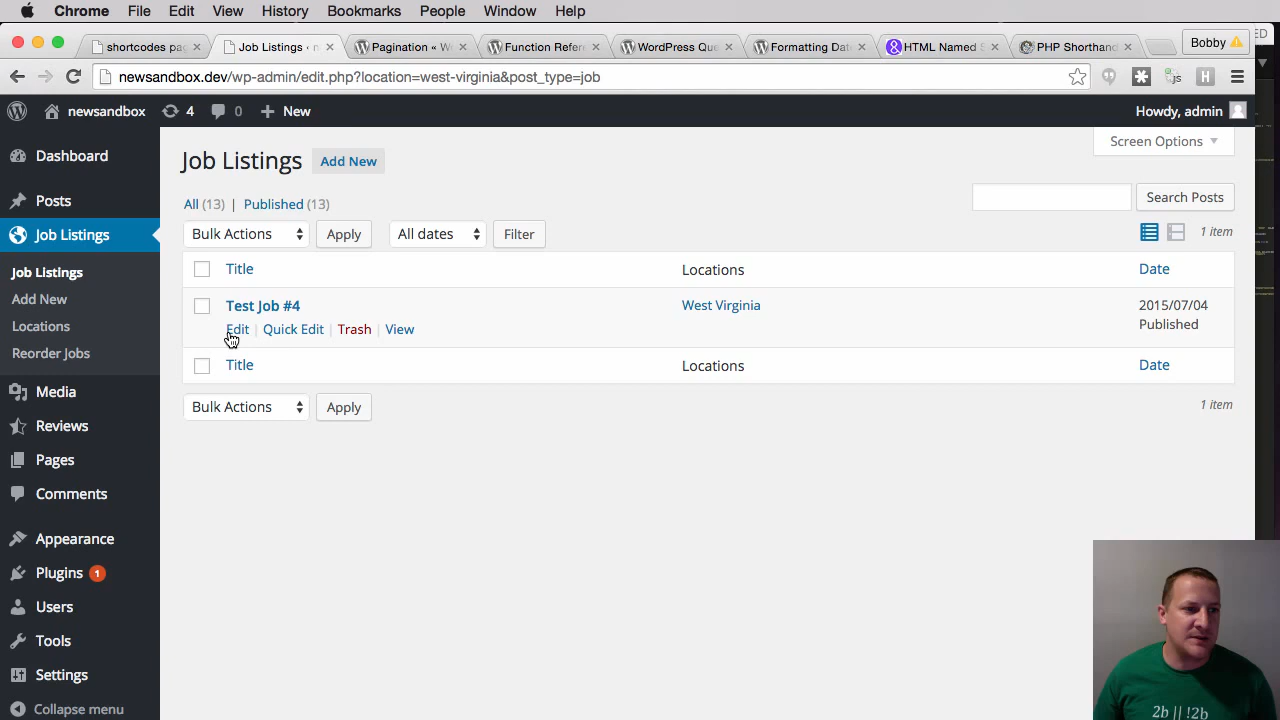 Chrome File Edit View History Bookmarks People Window Help
shortcodes pa
Job Listings ‹ n
Pagination « W
Function Refer
WordPress Que
Formatting Dat
HTML Named S
PHP Shorthand
Bobby
newsandbox.dev/wp-admin/edit.php?location=west-virginia&post_type=job
newsandbox 4 0 New Howdy, admin
Screen Options
Dashboard
Posts
Job Listings
Job Listings
Add New
Locations
Reorder Jobs
Media
Reviews
Pages
Comments
Appearance
Plugins 1
Users
Tools
Settings
Collapse menu
Job Listings Add New
All (13) | Published (13)
Search Posts
Bulk Actions Apply All dates Filter 1 item
Title Locations Date
Test Job #4 West Virginia 2015/07/04
Published
Edit | Quick Edit | Trash | View
Title Locations Date
Bulk Actions Apply 1 item
2b || !2b